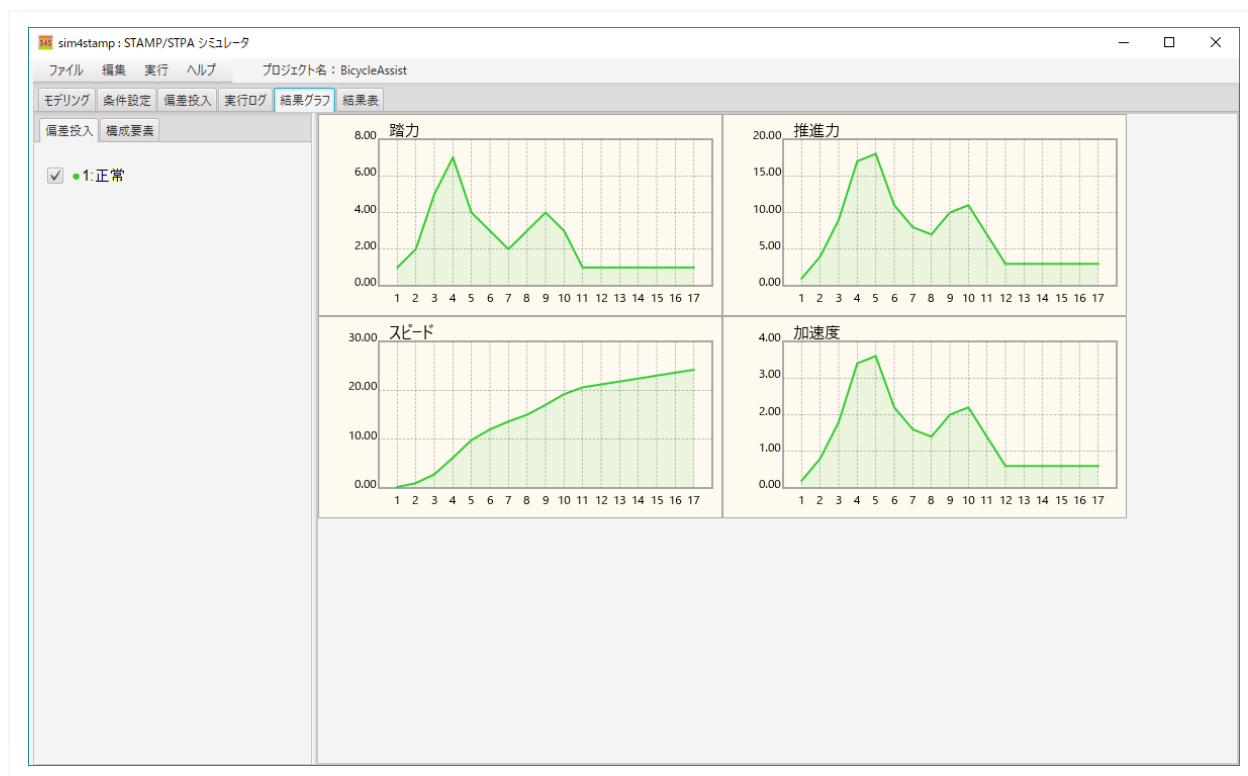 S4S sim4stamp : STAMP/STPA シミュレータ
ファイル 編集 実行 ヘルプ プロジェクト名 : BicycleAssist
モデリング 条件設定 偏差投入 実行ログ 結果グラフ 結果表
偏差投入 構成要素
1:正常
踏力
8.00
6.00
4.00
2.00
0.00
1 2 3 4 5 6 7 8 9 10 11 12 13 14 15 16 17
推進力
20.00
15.00
10.00
5.00
0.00
1 2 3 4 5 6 7 8 9 10 11 12 13 14 15 16 17
スピード
30.00
20.00
10.00
0.00
1 2 3 4 5 6 7 8 9 10 11 12 13 14 15 16 17
加速度
4.00
3.00
2.00
1.00
0.00
1 2 3 4 5 6 7 8 9 10 11 12 13 14 15 16 17